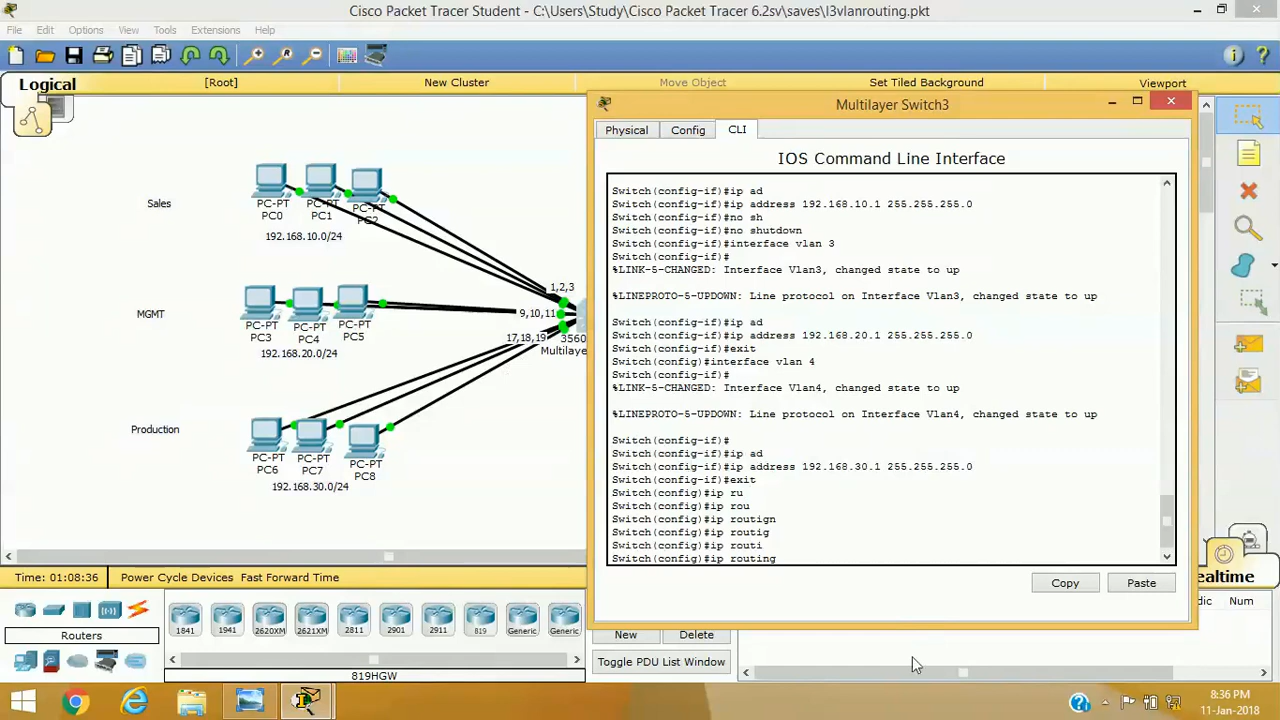 Cisco Packet Tracer Student - C:\Users\Study\Cisco Packet Tracer 6.2sv\saves\l3vlanrouting.pkt
File Edit Options View Tools Extensions Help
Logical [Root] New Cluster Move Object Set Tiled Background Viewport
Multilayer Switch3
Physical Config CLI
IOS Command Line Interface
Switch(config-if)#ip ad
Switch(config-if)#ip address 192.168.10.1 255.255.255.0
Switch(config-if)#no sh
Switch(config-if)#no shutdown
Switch(config-if)#interface vlan 3
Switch(config-if)#
%LINK-5-CHANGED: Interface Vlan3, changed state to up
%LINEPROTO-5-UPDOWN: Line protocol on Interface Vlan3, changed state to up
Switch(config-if)#ip ad
Switch(config-if)#ip address 192.168.20.1 255.255.255.0
Switch(config-if)#exit
Switch(config)#interface vlan 4
Switch(config-if)#
%LINK-5-CHANGED: Interface Vlan4, changed state to up
%LINEPROTO-5-UPDOWN: Line protocol on Interface Vlan4, changed state to up
Switch(config-if)#
Switch(config-if)#ip ad
Switch(config-if)#ip address 192.168.30.1 255.255.255.0
Switch(config-if)#exit
Switch(config)#ip ru
Switch(config)#ip rou
Switch(config)#ip routign
Switch(config)#ip routig
Switch(config)#ip routi
Switch(config)#ip routing
Copy Paste
Sales
PC-PT PC-PT PC-PT
PC0 PC1 PC2
192.168.10.0/24
MGMT
PC-PT PC-PT PC-PT
PC3 PC4 PC5
192.168.20.0/24
1,2,3
9,10,11
17,18,19
3560
Multilaye
Production
PC-PT PC-PT PC-PT
PC6 PC7 PC8
192.168.30.0/24
Time: 01:08:36 Power Cycle Devices Fast Forward Time
ealtime
Routers
1841 1941 2620XM 2621XM 2811 2901 2911 819 Generic Generic
819HGW
New Delete
Toggle PDU List Window
dic Num
8:36 PM
11-Jan-2018